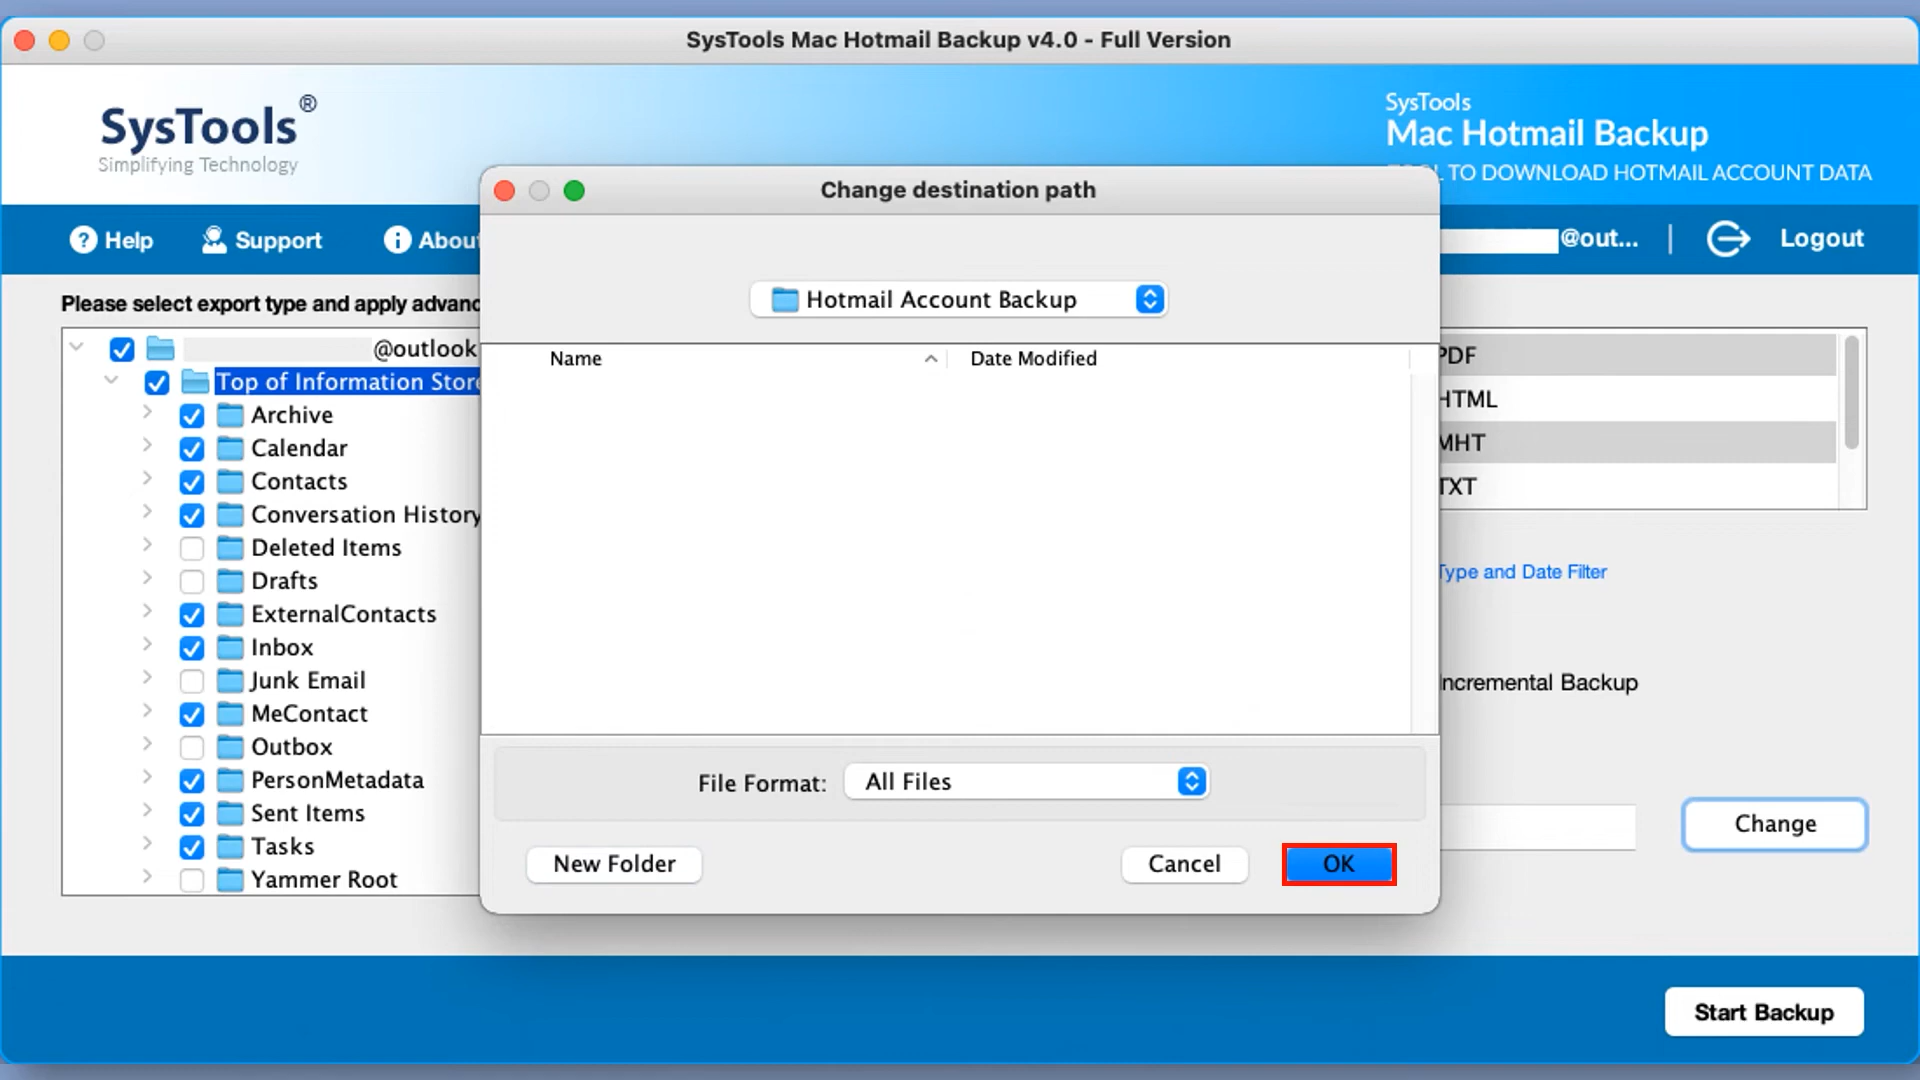 SysTools Mac Hotmail Backup v4.0 - Full Version
SysTools®
Simplifying Technology
SysTools
Mac Hotmail Backup
TO DOWNLOAD HOTMAIL ACCOUNT DATA
Help
Support
About
@out...
|
Logout
Please select export type and apply advanc
@outlook
Top of Information Store
Archive
Calendar
Contacts
Conversation History
Deleted Items
Drafts
ExternalContacts
Inbox
Junk Email
MeContact
Outbox
PersonMetadata
Sent Items
Tasks
Yammer Root
Change destination path
Hotmail Account Backup
Name
Date Modified
File Format:
All Files
New Folder
Cancel
OK
PDF
HTML
MHT
TXT
Type and Date Filter
Incremental Backup
Change
Start Backup